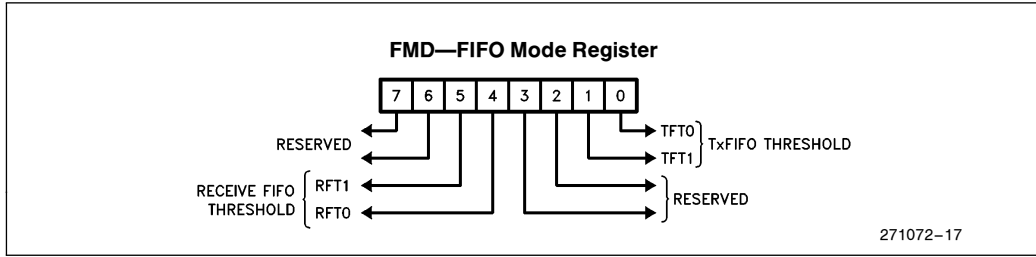 FMD—FIFO Mode Register
7 6 5 4 3 2 1 0
RESERVED
RECEIVE FIFO THRESHOLD
RFT1
RFT0
TFT0
TFT1
TxFIFO THRESHOLD
RESERVED
271072–17